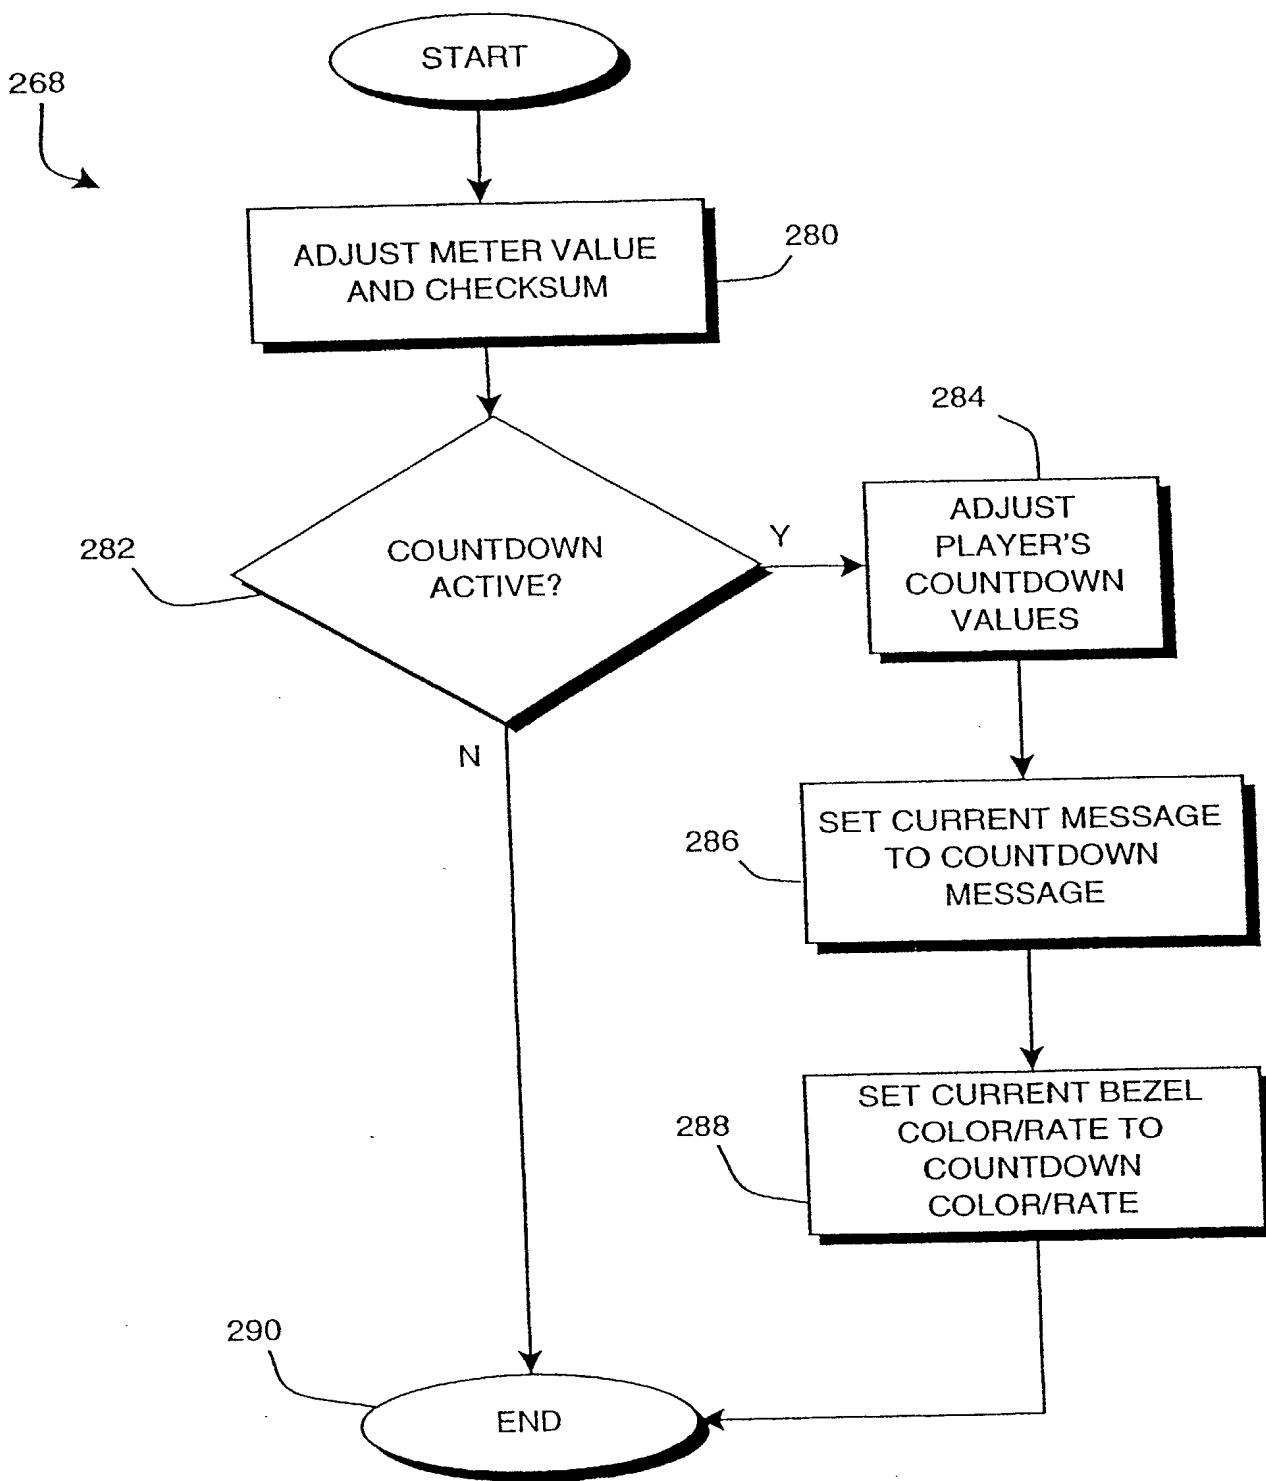 START
268
ADJUST METER VALUE
AND CHECKSUM
280
284
ADJUST
PLAYER'S
COUNTDOWN
VALUES
282
COUNTDOWN
ACTIVE?
Y
N
286
SET CURRENT MESSAGE
TO COUNTDOWN
MESSAGE
288
SET CURRENT BEZEL
COLOR/RATE TO
COUNTDOWN
COLOR/RATE
290
END